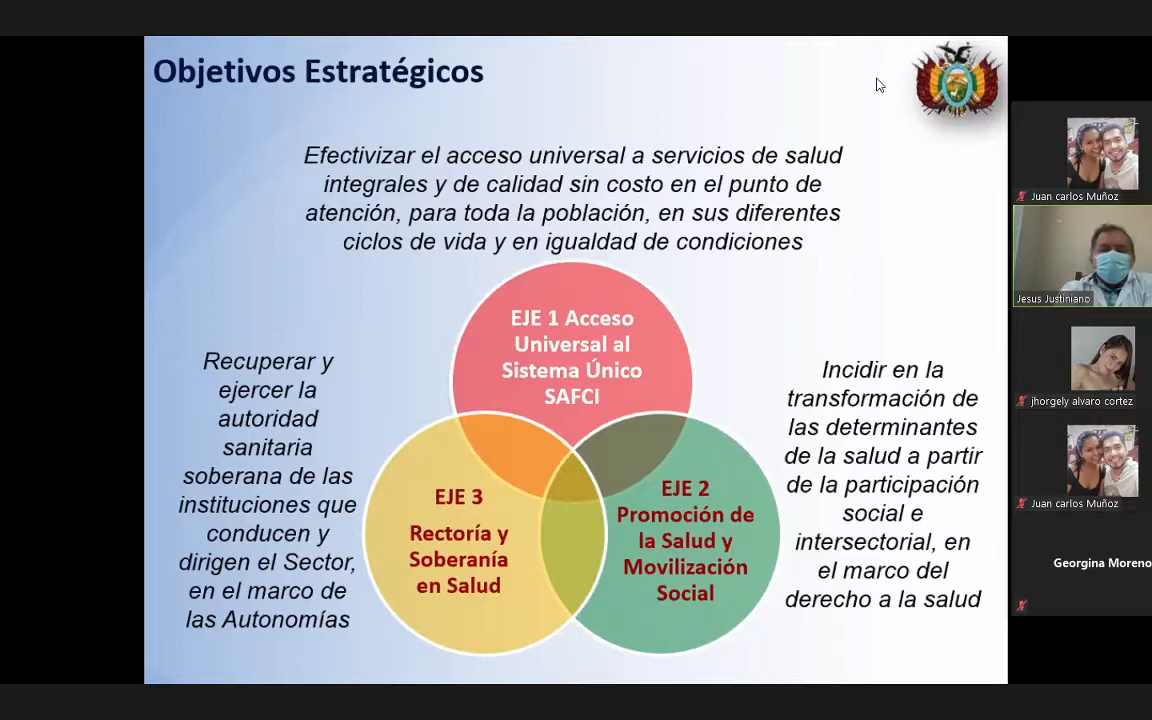 Objetivos Estratégicos
Efectivizar el acceso universal a servicios de salud
integrales y de calidad sin costo en el punto de
atención, para toda la población, en sus diferentes
ciclos de vida y en igualdad de condiciones
EJE 1 Acceso
Universal al
Sistema Único
SAFCI
Recuperar y
ejercer la
autoridad
sanitaria
soberana de las
instituciones que
conducen y
dirigen el Sector,
en el marco de
las Autonomías
EJE 3
Rectoría y
Soberanía
en Salud
EJE 2
Promoción de
la Salud y
Movilización
Social
Incidir en la
transformación de
las determinantes
de la salud a partir
de la participación
social e
intersectorial, en
el marco del
derecho a la salud
Juan carlos Muñoz
Jesus Justiniano
jhorgely alvaro cortez
Juan carlos Muñoz
Georgina Moreno